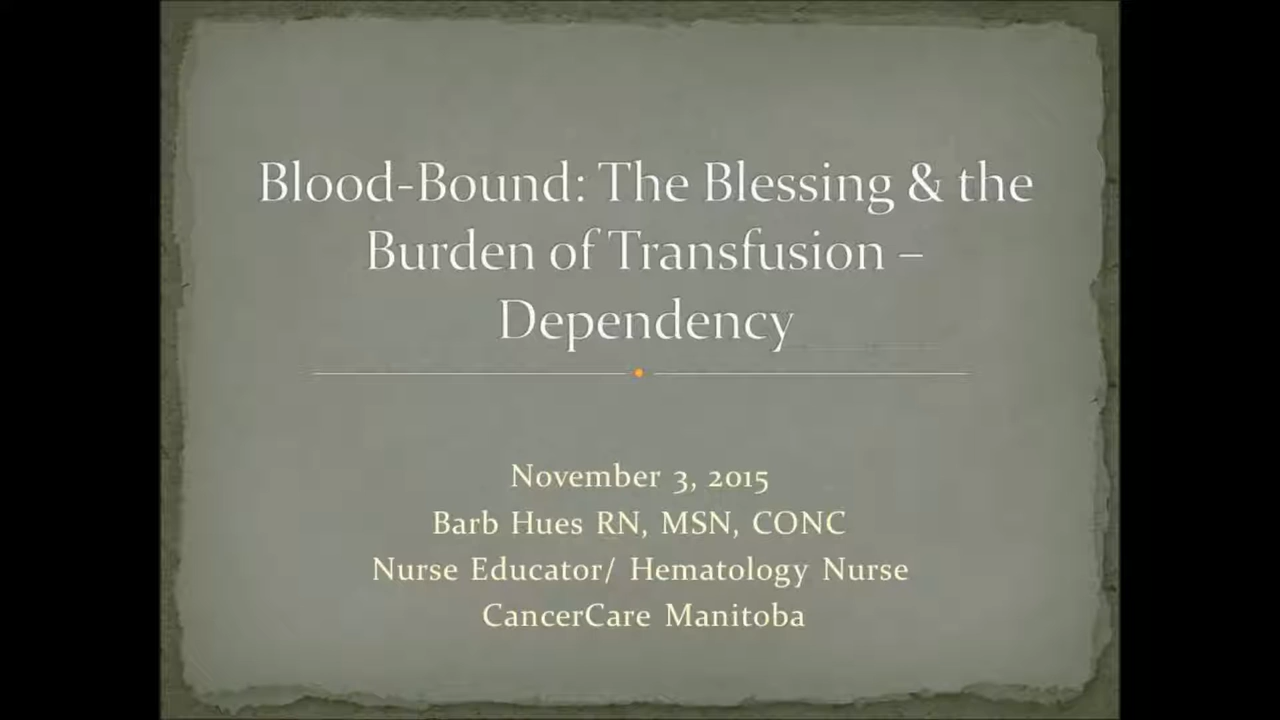 Blood-Bound: The Blessing & the
Burden of Transfusion –
Dependency
November 3, 2015
Barb Hues RN, MSN, CONC
Nurse Educator/ Hematology Nurse
CancerCare Manitoba